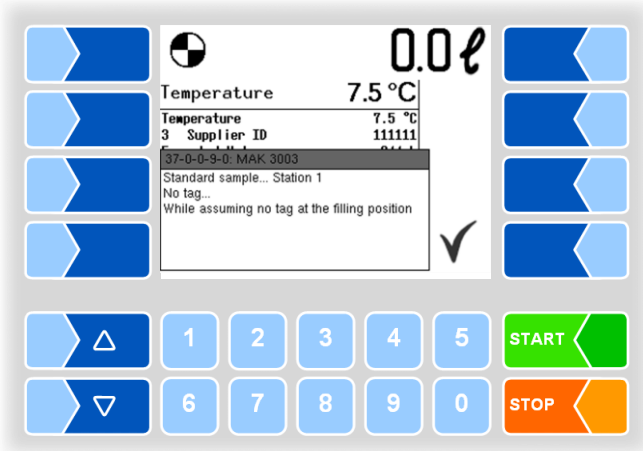 0.0 ℓ
Temperature 7.5 °C
Temperature 7.5 °C
3 Supplier ID 111111
37-0-0-9-0: MAK 3003
Standard sample... Station 1
No tag...
While assuming no tag at the filling position
1 2 3 4 5 START
6 7 8 9 0 STOP